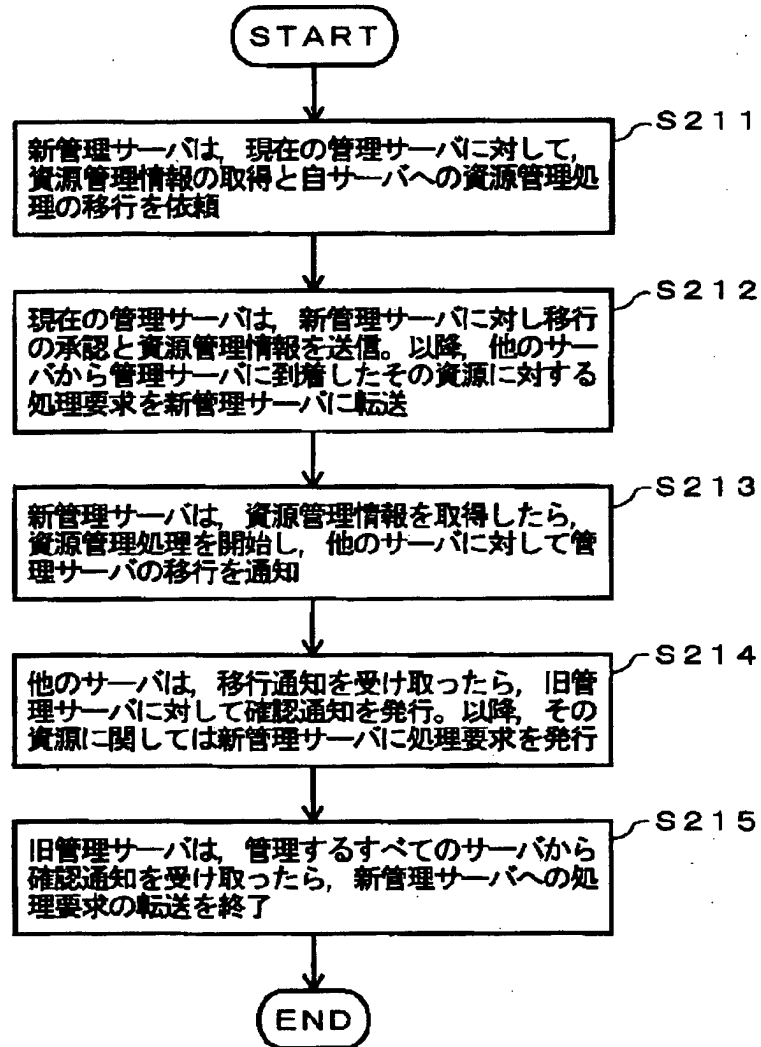 START
S211
新管理サーバは，現在の管理サーバに対して，
資源管理情報の取得と自サーバへの資源管理処
理の移行を依頼
S212
現在の管理サーバは，新管理サーバに対し移行
の承認と資源管理情報を送信。以降，他のサー
バから管理サーバに到着したその資源に対する
処理要求を新管理サーバに転送
S213
新管理サーバは，資源管理情報を取得したら，
資源管理処理を開始し，他のサーバに対して管
理サーバの移行を通知
S214
他のサーバは，移行通知を受け取ったら，旧管
理サーバに対して確認通知を発行。以降，その
資源に関しては新管理サーバに処理要求を発行
S215
旧管理サーバは，管理するすべてのサーバから
確認通知を受け取ったら，新管理サーバへの処
理要求の転送を終了
END